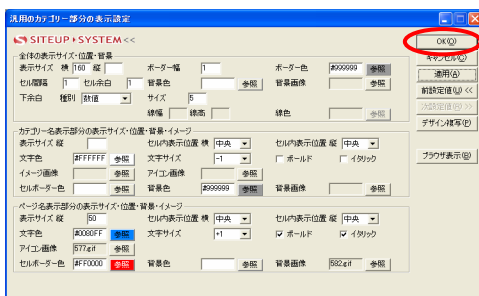 汎用のカテゴリー部分の表示設定
SITEUP▶SYSTEM<<
OK(O)
キャンセル(C)
適用(A)
前設定値(U) <<
次設定値(R) >>
デザイン複写(P)
ブラウザ表示(B)
全体の表示サイズ・位置・背景
表示サイズ 横 160 縦 ボーダー幅 1 ボーダー色 #999999 参照
セル間隔 1 セル余白 1 背景色 参照 背景画像 参照
下余白 種別 数値 サイズ 5
線幅 線高 線色 参照
カテゴリー名表示部分の表示サイズ・位置・背景・イメージ
表示サイズ 縦 セル内表示位置 横 中央 セル内表示位置 縦 中央
文字色 #FFFFFF 参照 文字サイズ -1 ボールド イタリック
イメージ画像 参照 アイコン画像 参照
セルボーダー色 参照 背景色 #999999 参照 背景画像 参照
ページ名表示部分の表示サイズ・位置・背景・イメージ
表示サイズ 縦 50 セル内表示位置 横 中央 セル内表示位置 縦 中央
文字色 #0080FF 参照 文字サイズ +1 ボールド イタリック
アイコン画像 577.gif 参照
セルボーダー色 #FF0000 参照 背景色 参照 背景画像 582.gif 参照